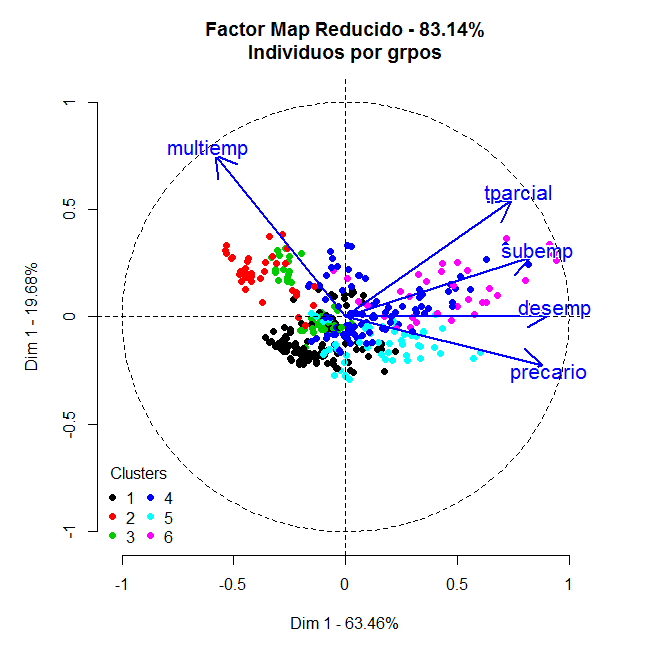 Factor Map Reducido - 83.14%
Individuos por grpos
multiemp
tparcial
subemp
desemp
precario
Dim 1 - 19.68%
1
0.5
0
-0.5
-1
Clusters
1 4
2 5
3 6
-1 -0.5 0 0.5 1
Dim 1 - 63.46%